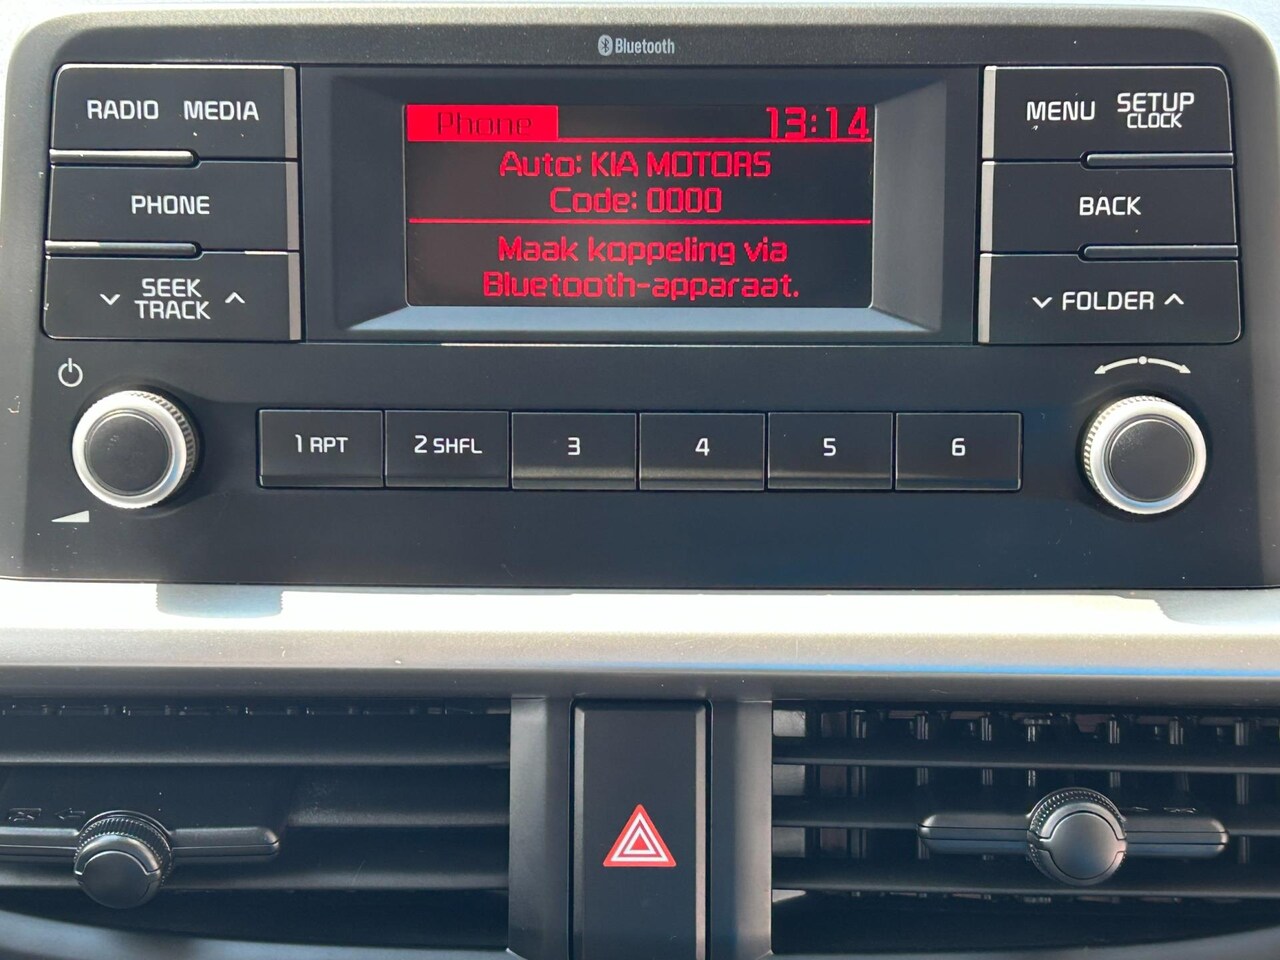 Bluetooth
RADIO MEDIA
PHONE
SEEK
TRACK
Phone 13:14
Auto: KIA MOTORS
Code: 0000
Maak koppeling via
Bluetooth-apparaat.
MENU SETUP
CLOCK
BACK
FOLDER
1 RPT
2 SHFL
3
4
5
6